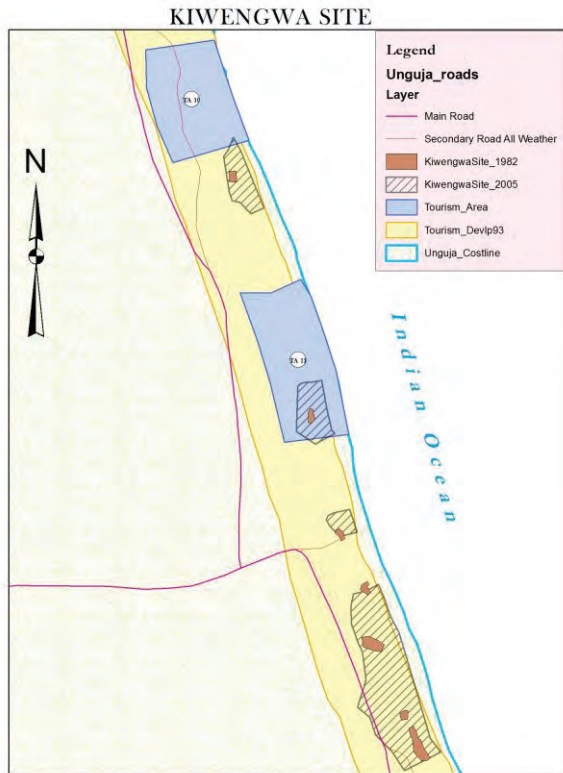 KIWENGWA SITE
Legend
Unguja_roads
Layer
Main Road
Secondary Road All Weather
KiwengwaSite_1982
KiwengwaSite_2005
Tourism_Area
Tourism_Devlp93
Unguja_Costline
TA 10
N
TA 11
Indian Ocean